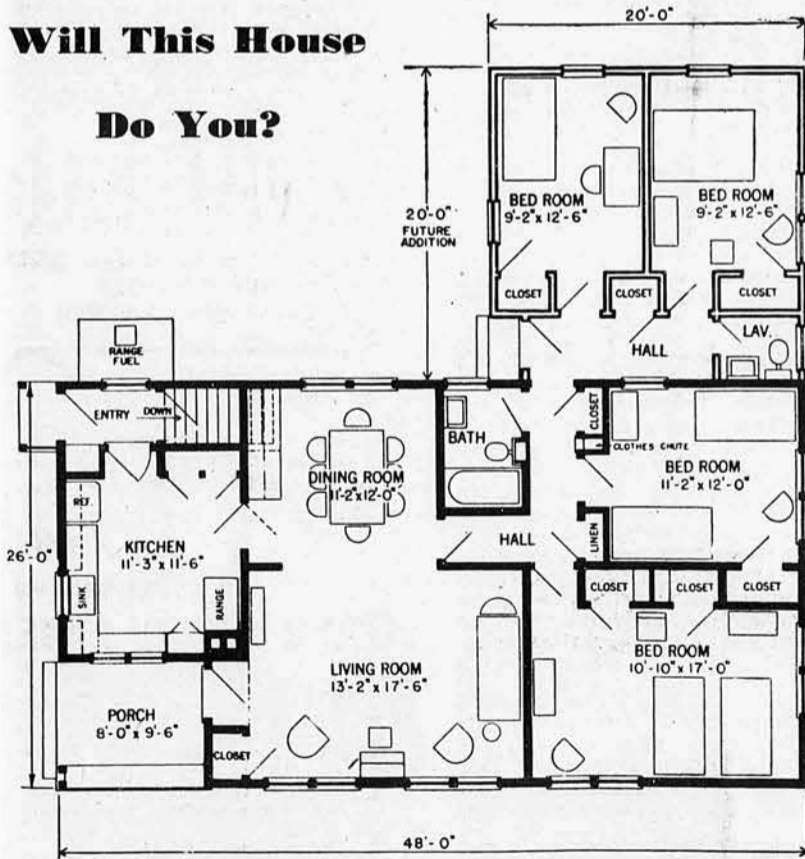 Will This House
Do You?
20'-0"
20'-0"
FUTURE
ADDITION
BED ROOM
9'-2" x 12'-6"
BED ROOM
9'-2" x 12'-6"
CLOSET
CLOSET
CLOSET
RANGE
FUEL
HALL
LAV.
ENTRY
DOWN
BATH
CLOSET
CLOTHES CHUTE
DINING ROOM
11'-2" x 12'-0"
BED ROOM
11'-2" x 12'-0"
REF.
KITCHEN
11'-3" x 11'-6"
HALL
LINEN
26'-0"
SINK
RANGE
CLOSET
CLOSET
CLOSET
LIVING ROOM
13'-2" x 17'-6"
BED ROOM
10'-10" x 17'-0"
PORCH
8'-0" x 9'-6"
CLOSET
48'-0"